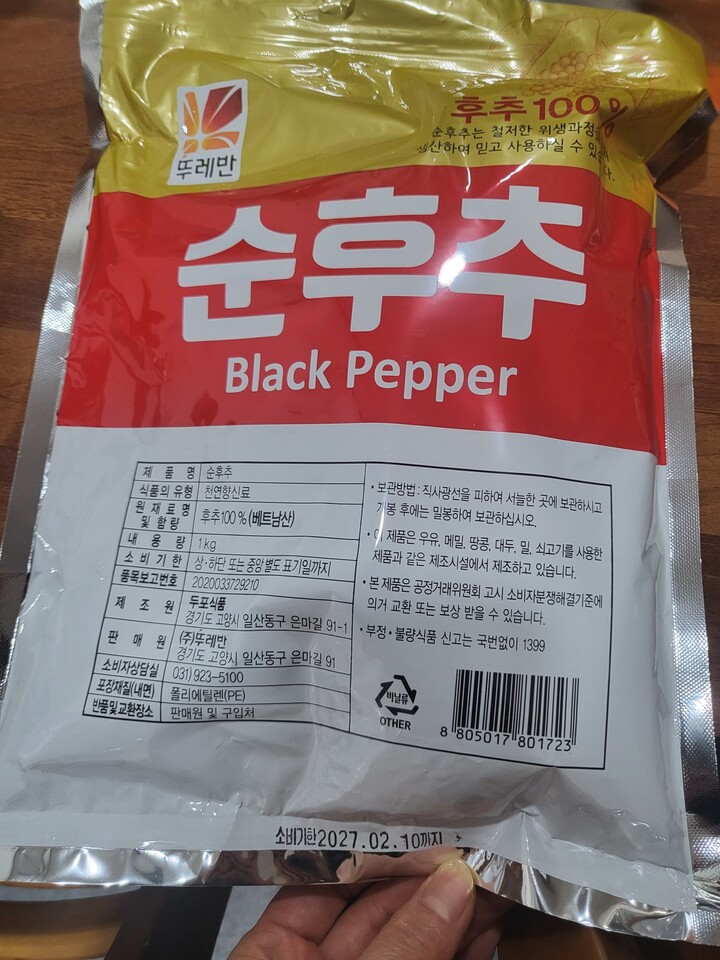 뚜레반
후추 100%
순후추는 철저한 위생과정
생산하여 믿고 사용하실 수 있
다.
순후추
Black Pepper
제 품 명 순후추
식품의 유형 천연향신료
원 재 료 명
및 함량 후추100% (베트남산)
내 용 량 1kg
소 비 기 한 상·하단 또는 중앙 별도 표기일까지
품목보고번호 2020033729210
제 조 원 두포식품
경기도 고양시 일산동구 은마길 91-1
판 매 원 (주)뚜레반
경기도 고양시 일산동구 은마길 91
소비자상담실 031) 923-5100
포장재질(내면) 폴리에틸렌(PE)
반품및교환장소 판매원 및 구입처
• 보관방법 : 직사광선을 피하여 서늘한 곳에 보관하시고
개봉 후에는 밀봉하여 보관하십시오.
• 이 제품은 우유, 메밀, 땅콩, 대두, 밀, 쇠고기를 사용한
제품과 같은 제조시설에서 제조하고 있습니다.
• 본 제품은 공정거래위원회 고시 소비자분쟁해결기준에
의거 교환 또는 보상 받을 수 있습니다.
• 부정·불량식품 신고는 국번없이 1399
비닐류
OTHER
8 805017 801723
소비기한2027.02.10까지